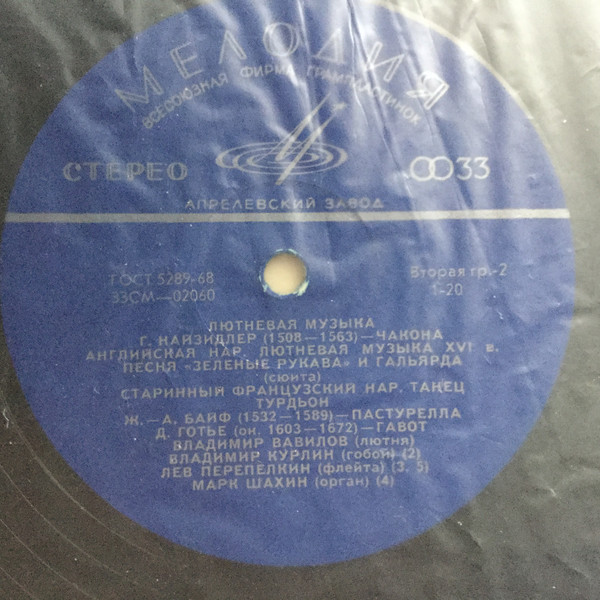 МЕЛОДИЯ
ВСЕСОЮЗНАЯ ФИРМА ГРАМПЛАСТИНОК
СТЕРЕО 33
АПРЕЛЕВСКИЙ ЗАВОД
ГОСТ 5289-68 Вторая гр.-2
33СМ—02060 1-20
ЛЮТНЕВАЯ МУЗЫКА
Г. НАЙЗИДЛЕР (1508—1563)—ЧАКОНА
АНГЛИЙСКАЯ НАР. ЛЮТНЕВАЯ МУЗЫКА XVI в.
ПЕСНЯ «ЗЕЛЕНЫЕ РУКАВА» И ГАЛЬЯРДА
(сюита)
СТАРИННЫЙ ФРАНЦУЗСКИЙ НАР. ТАНЕЦ
ТУРДЬОН
Ж.—А. БАЙФ (1532—1589)—ПАСТУРЕЛЛА
Д. ГОТЬЕ (ок. 1603—1672)—ГАВОТ
ВЛАДИМИР ВАВИЛОВ (лютня)
ВЛАДИМИР КУРЛИН (гобой) (2)
ЛЕВ ПЕРЕПЕЛКИН (флейта) (3, 5)
МАРК ШАХИН (орган) (4)